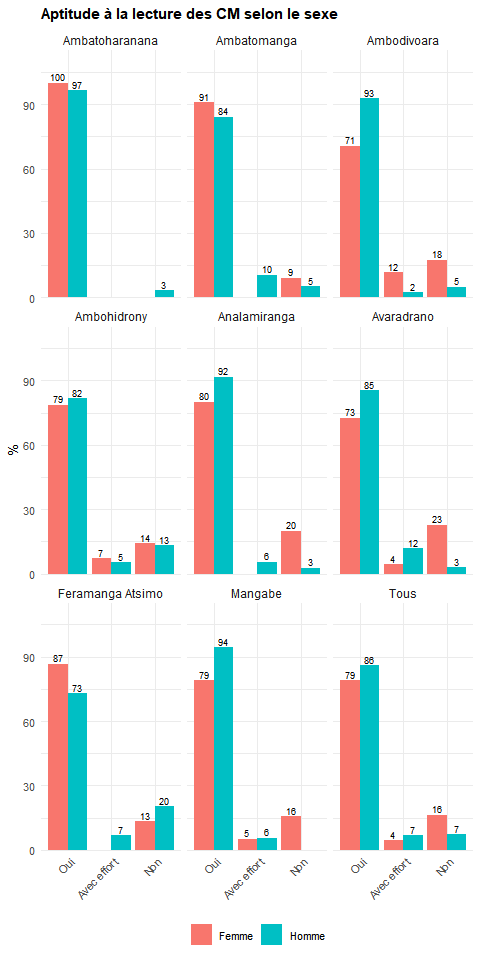 Aptitude à la lecture des CM selon le sexe
Ambatoharanana Ambatomanga Ambodivoara
100 97 3
91 84 10 9 5
71 93 12 2 18 5
90
60
30
0
Ambohidrony Analamiranga Avaradrano
79 82 7 5 14 13
80 92 6 20 3
73 85 4 12 23 3
90
60
30
0
%
Feramanga Atsimo Mangabe Tous
87 73 7 13 20
79 94 5 6 16
79 86 4 7 16 7
90
60
30
0
Oui Avec effort Non Oui Avec effort Non Oui Avec effort Non
Femme Homme